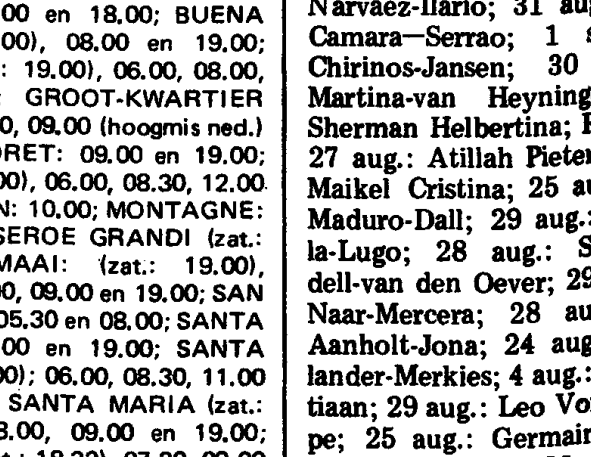 00 en 18.00; BUENA
00), 08.00 en 19.00;
: 19.00), 06.00, 08.00,
GROOT-KWARTIER
0, 09.00 (hoogmis ned.)
RET: 09.00 en 19.00;
00), 06.00, 08.30, 12.00
N: 10.00; MONTAGNE:
SEROE GRANDI (zat.:
MAAI: (zat.: 19.00),
00, 09.00 en 19.00; SAN
05.30 en 08.00; SANTA
00 en 19.00; SANTA
00); 06.00, 08.30, 11.00
SANTA MARIA (zat.:
8.00, 09.00 en 19.00;
Narvaez-Ilario; 31 aug
Camara—Serrao; 1 s
Chirinos-Jansen; 30
Martina-van Heyning
Sherman Helbertina; H
27 aug.: Atillah Pieter
Maikel Cristina; 25 au
Maduro-Dall; 29 aug.:
la-Lugo; 28 aug.: S
dell-van den Oever; 29
Naar-Mercera; 28 au
Aanholt-Jona; 24 aug
lander-Merkies; 4 aug.:
tiaan; 29 aug.: Leo Vo
pe; 25 aug.: Germain